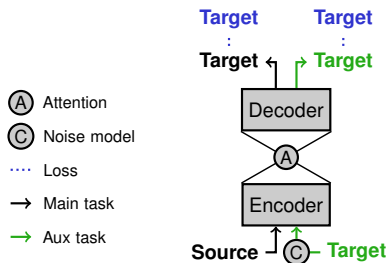 Target Target
Target Target
Decoder
A Attention
C Noise model
A
Loss
Main task
Encoder
Aux task
Source C Target